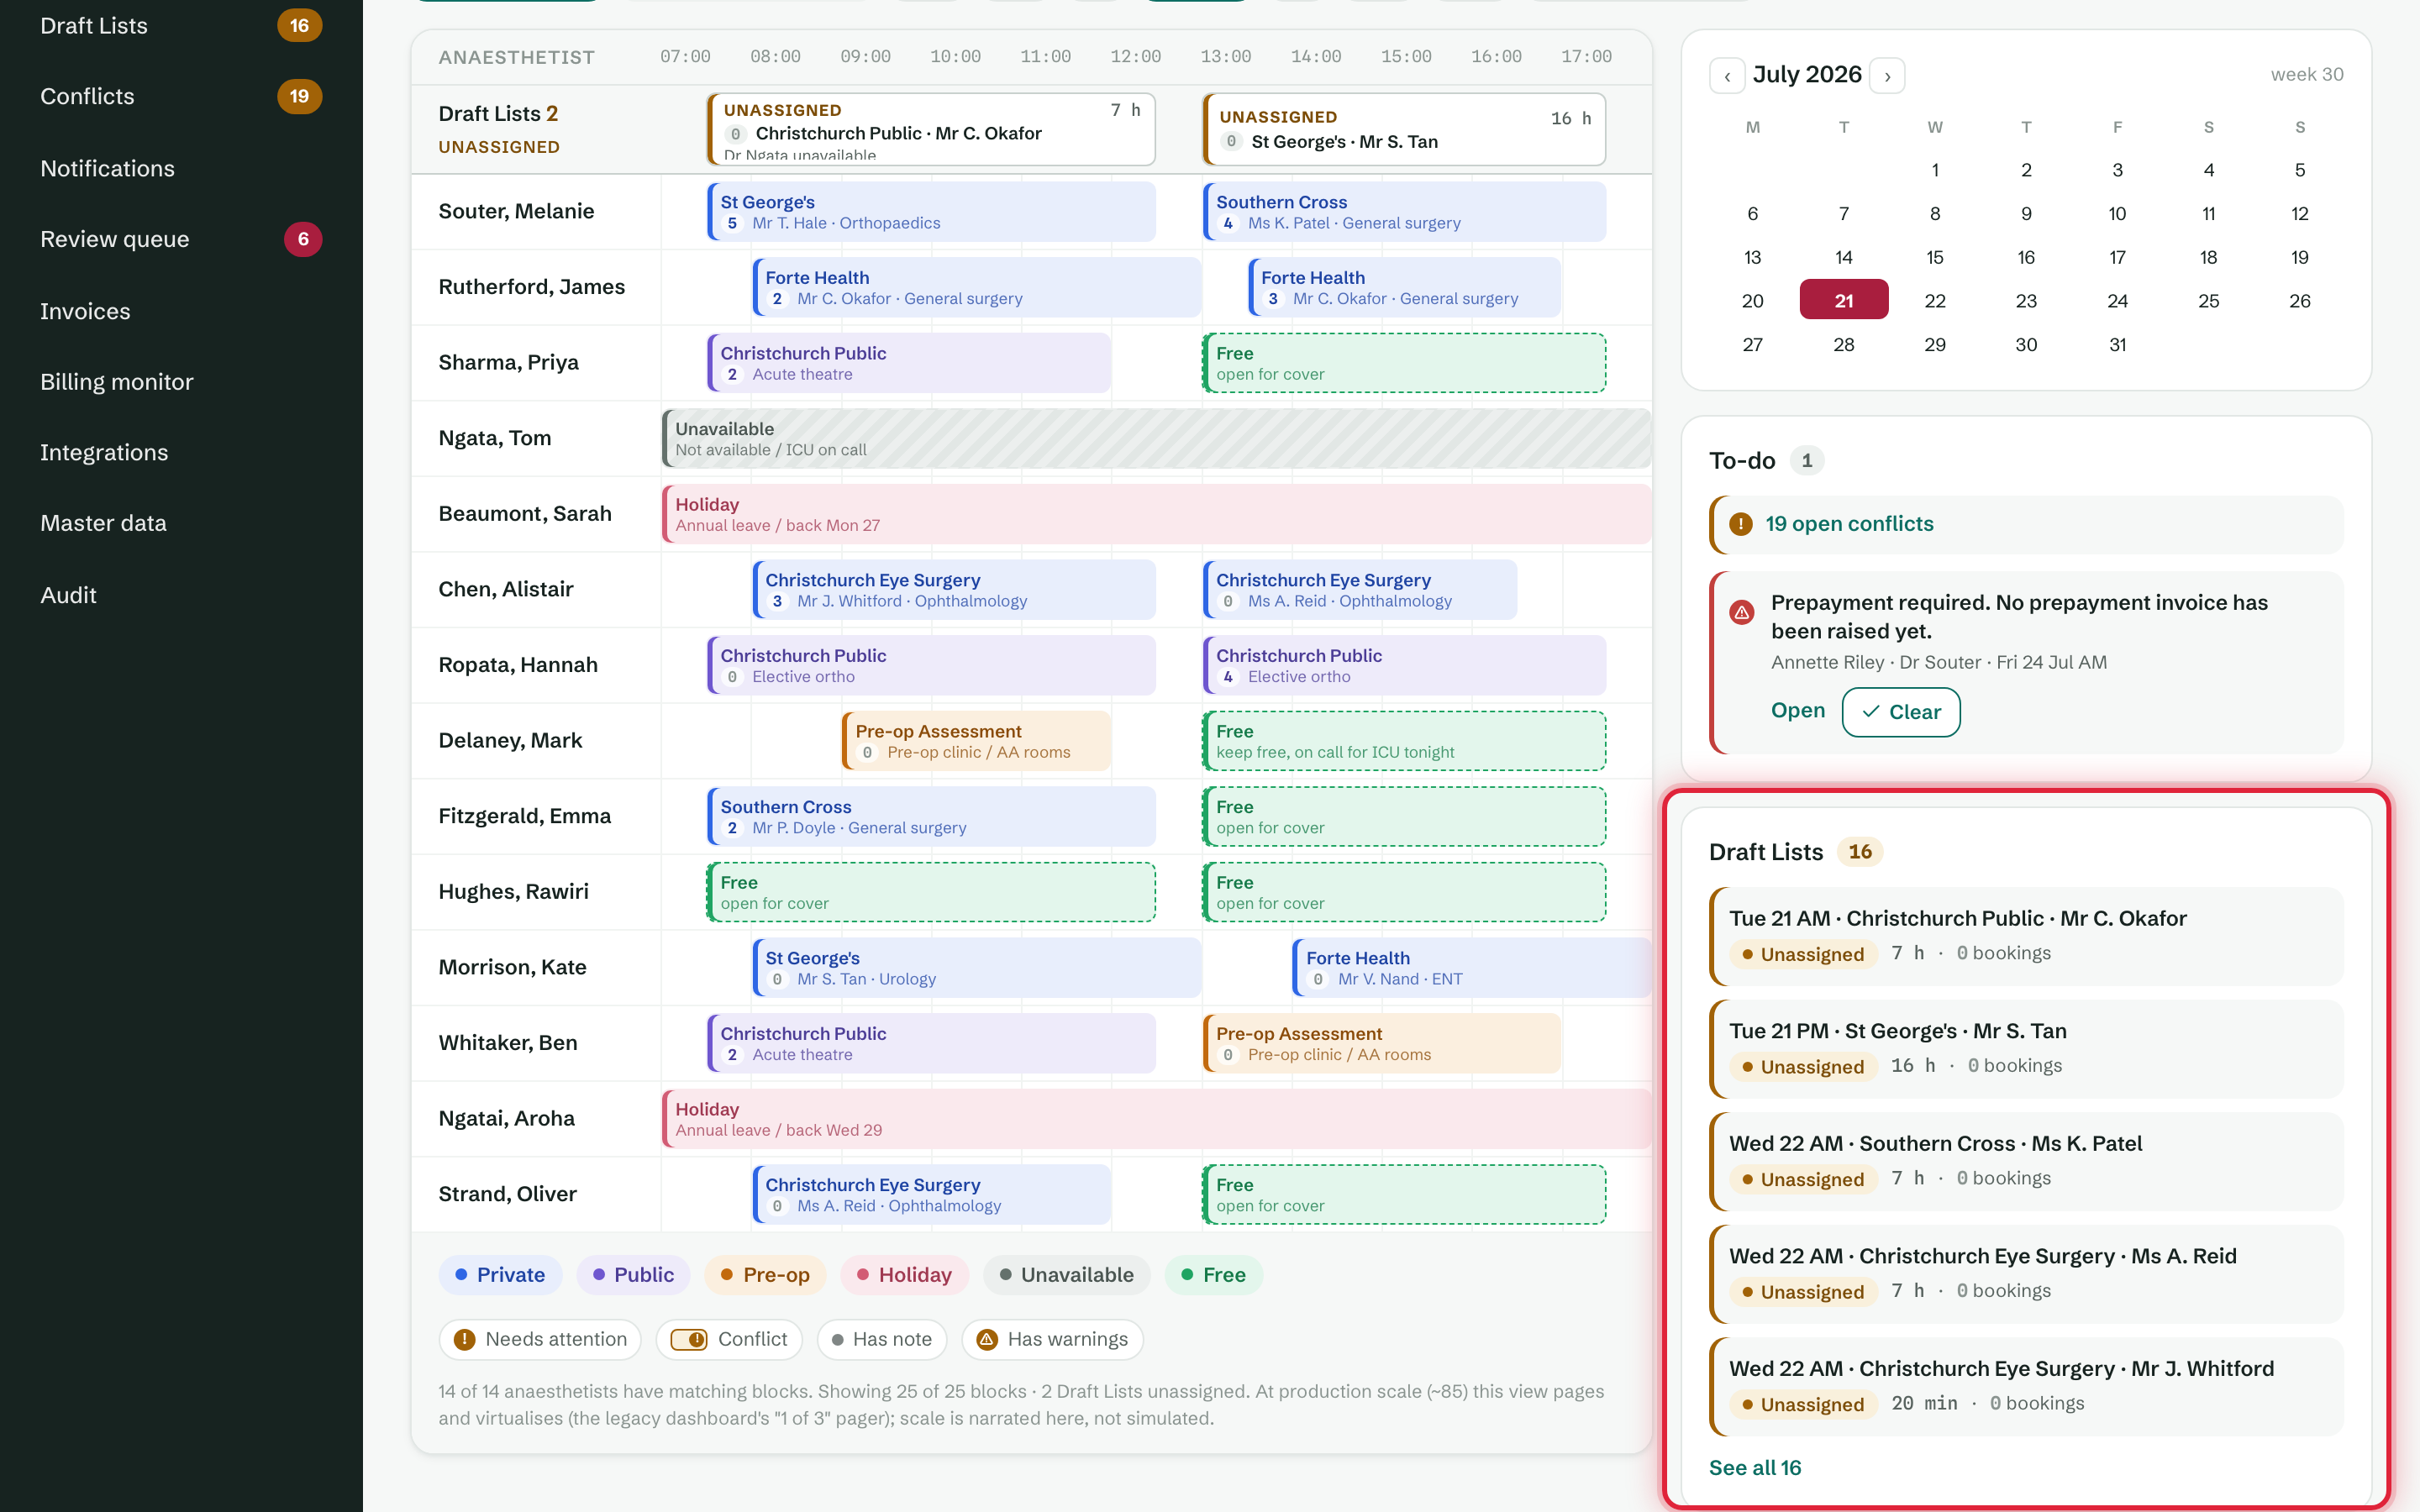 Draft Lists 16
Conflicts 19
Notifications
Review queue 6
Invoices
Billing monitor
Integrations
Master data
Audit
ANAESTHETIST 07:00 08:00 09:00 10:00 11:00 12:00 13:00 14:00 15:00 16:00 17:00
Draft Lists 2
UNASSIGNED
UNASSIGNED 7 h
0 Christchurch Public · Mr C. Okafor
Dr Ngata unavailable
UNASSIGNED 16 h
0 St George's · Mr S. Tan
Souter, Melanie
St George's
5 Mr T. Hale · Orthopaedics
Southern Cross
4 Ms K. Patel · General surgery
Rutherford, James
Forte Health
2 Mr C. Okafor · General surgery
Forte Health
3 Mr C. Okafor · General surgery
Sharma, Priya
Christchurch Public
2 Acute theatre
Free
open for cover
Ngata, Tom
Unavailable
Not available / ICU on call
Beaumont, Sarah
Holiday
Annual leave / back Mon 27
Chen, Alistair
Christchurch Eye Surgery
3 Mr J. Whitford · Ophthalmology
Christchurch Eye Surgery
0 Ms A. Reid · Ophthalmology
Ropata, Hannah
Christchurch Public
0 Elective ortho
Christchurch Public
4 Elective ortho
Delaney, Mark
Pre-op Assessment
0 Pre-op clinic / AA rooms
Free
keep free, on call for ICU tonight
Fitzgerald, Emma
Southern Cross
2 Mr P. Doyle · General surgery
Free
open for cover
Hughes, Rawiri
Free
open for cover
Free
open for cover
Morrison, Kate
St George's
0 Mr S. Tan · Urology
Forte Health
0 Mr V. Nand · ENT
Whitaker, Ben
Christchurch Public
2 Acute theatre
Pre-op Assessment
0 Pre-op clinic / AA rooms
Ngatai, Aroha
Holiday
Annual leave / back Wed 29
Strand, Oliver
Christchurch Eye Surgery
0 Ms A. Reid · Ophthalmology
Free
open for cover
Private Public Pre-op Holiday Unavailable Free
Needs attention Conflict Has note Has warnings
14 of 14 anaesthetists have matching blocks. Showing 25 of 25 blocks · 2 Draft Lists unassigned. At production scale (~85) this view pages
and virtualises (the legacy dashboard's "1 of 3" pager); scale is narrated here, not simulated.
‹ July 2026 › week 30
M T W T F S S
1 2 3 4 5
6 7 8 9 10 11 12
13 14 15 16 17 18 19
20 21 22 23 24 25 26
27 28 29 30 31
To-do 1
19 open conflicts
Prepayment required. No prepayment invoice has
been raised yet.
Annette Riley · Dr Souter · Fri 24 Jul AM
Open Clear
Draft Lists 16
Tue 21 AM · Christchurch Public · Mr C. Okafor
Unassigned 7 h · 0 bookings
Tue 21 PM · St George's · Mr S. Tan
Unassigned 16 h · 0 bookings
Wed 22 AM · Southern Cross · Ms K. Patel
Unassigned 7 h · 0 bookings
Wed 22 AM · Christchurch Eye Surgery · Ms A. Reid
Unassigned 7 h · 0 bookings
Wed 22 AM · Christchurch Eye Surgery · Mr J. Whitford
Unassigned 20 min · 0 bookings
See all 16